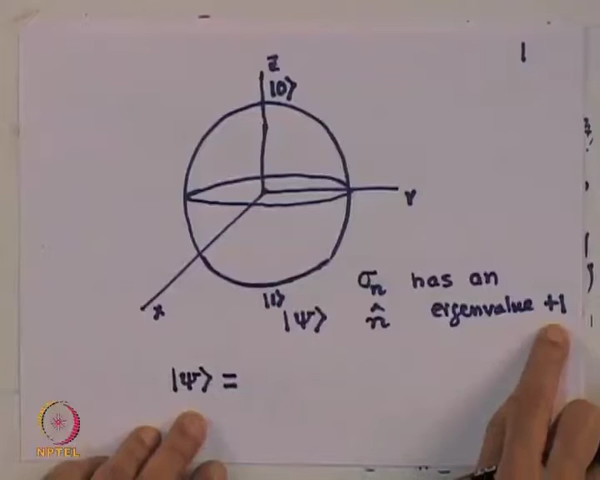 1
z
|0⟩
Y
x
|1⟩
σn has an
|Ψ⟩ n̂ eigenvalue +1
|Ψ⟩ =
NPTEL